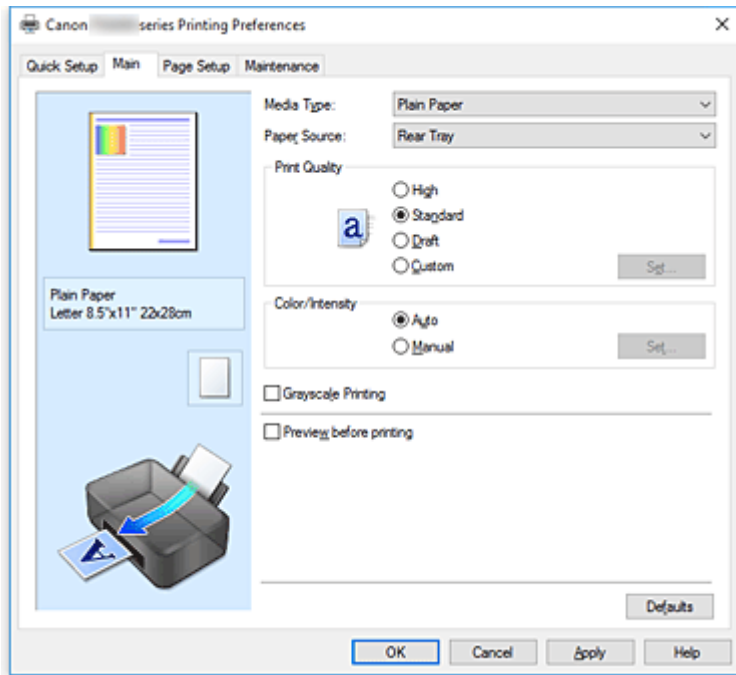 Canon series Printing Preferences
Quick Setup Main Page Setup Maintenance
Media Type: Plain Paper
Paper Source: Rear Tray
Print Quality
High
a
Standard
Draft
Custom Set...
Plain Paper
Letter 8.5"x11" 22x28cm
Color/Intensity
Auto
Manual Set...
Grayscale Printing
Preview before printing
A
Defaults
OK Cancel Apply Help